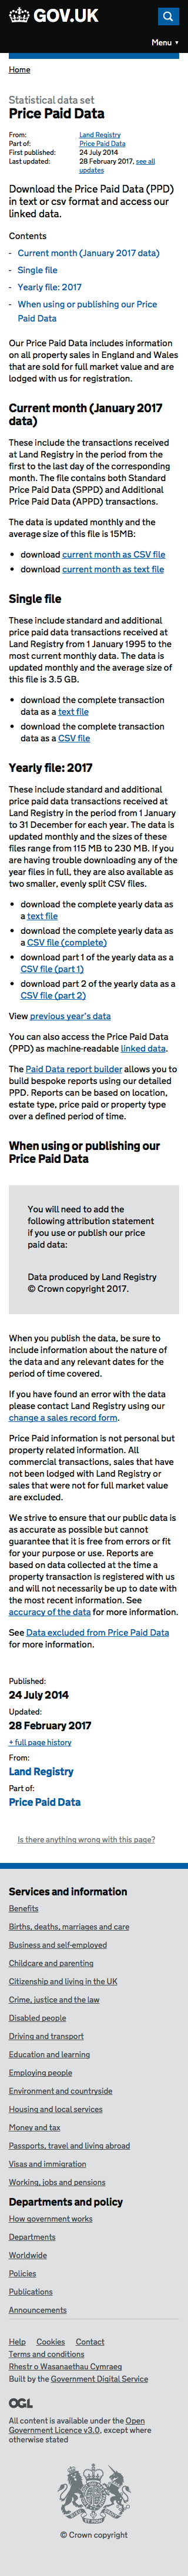 GOV.UK
Menu ▼
Home
Statistical data set
Price Paid Data
From: Land Registry
Part of: Price Paid Data
First published: 24 July 2014
Last updated: 28 February 2017, see all
updates
Download the Price Paid Data (PPD)
in text or csv format and access our
linked data.
Contents
- Current month (January 2017 data)
- Single file
- Yearly file: 2017
- When using or publishing our Price
Paid Data
Our Price Paid Data includes information
on all property sales in England and Wales
that are sold for full market value and are
lodged with us for registration.
Current month (January 2017
data)
These include the transactions received
at Land Registry in the period from the
first to the last day of the corresponding
month. The file contains both Standard
Price Paid Data (SPPD) and Additional
Price Paid Data (APPD) transactions.
The data is updated monthly and the
average size of this file is 15MB:
• download current month as CSV file
• download current month as text file
Single file
These include standard and additional
price paid data transactions received at
Land Registry from 1 January 1995 to the
most current monthly data. The data is
updated monthly and the average size of
this file is 3.5 GB.
• download the complete transaction
data as a text file
• download the complete transaction
data as a CSV file
Yearly file: 2017
These include standard and additional
price paid data transactions received at
Land Registry in the period from 1 January
to 31 December for each year. The data is
updated monthly and the sizes of these
files ranges from 115 MB to 230 MB. If you
are having trouble downloading any of the
year files in full, they are also available as
two separate, evenly split CSV files.
• download the complete yearly data as
a text file
• download the complete yearly data as
a CSV file (complete)
• download part 1 of the yearly data as a
CSV file (part 1)
• download part 2 of the yearly data as a
CSV file (part 2)
View previous year's data
You can also access the Price Paid Data
(PPD) as machine-readable linked data.
The Paid Data report builder allows you to
build bespoke reports using our detailed
PPD. Reports can be based on location,
estate type, price paid or property type
over a defined period of time.
When using or publishing our
Price Paid Data
You will need to add the
following attribution statement
if you use or publish our price
paid data:
Data produced by Land Registry
© Crown copyright 2017.
When you publish the data, be sure to
include information about the nature of
the data and any relevant dates for the
period of time covered.
If you have found an error with the data
please contact Land Registry using our
change a sales record form.
Price Paid information is not personal but
is property related information. All
commercial transactions, sales that have
not been lodged with Land Registry or
sales that were not for full market value
are excluded.
We strive to ensure that our public data is
as accurate as possible but cannot
guarantee that it is free from errors or fit
for your purpose or use. Reports are
based on data collected at the time a
property transaction is registered with us
and will not necessarily be up to date with
the most recent information available. See
accuracy of the data for more information.
See Data excluded from Price Paid Data
for more information.
Published:
24 July 2014
Updated:
28 February 2017
+ full page history
From:
Land Registry
Part of:
Price Paid Data
Is there anything wrong with this page?
Services and information
Benefits
Births, deaths, marriages and care
Business and self-employed
Childcare and parenting
Citizenship and living in the UK
Crime, justice and the law
Disabled people
Driving and transport
Education and learning
Employing people
Environment and countryside
Housing and local services
Money and tax
Passports, travel and living abroad
Visas and immigration
Working, jobs and pensions
Departments and policy
How government works
Departments
Worldwide
Policies
Publications
Announcements
Help Cookies Contact
Terms and conditions
Rhestr o Wasanaethau Cymraeg
Built by the Government Digital Service
OGL
All content is available under the Open
Government Licence v3.0, except where
otherwise stated
© Crown copyright